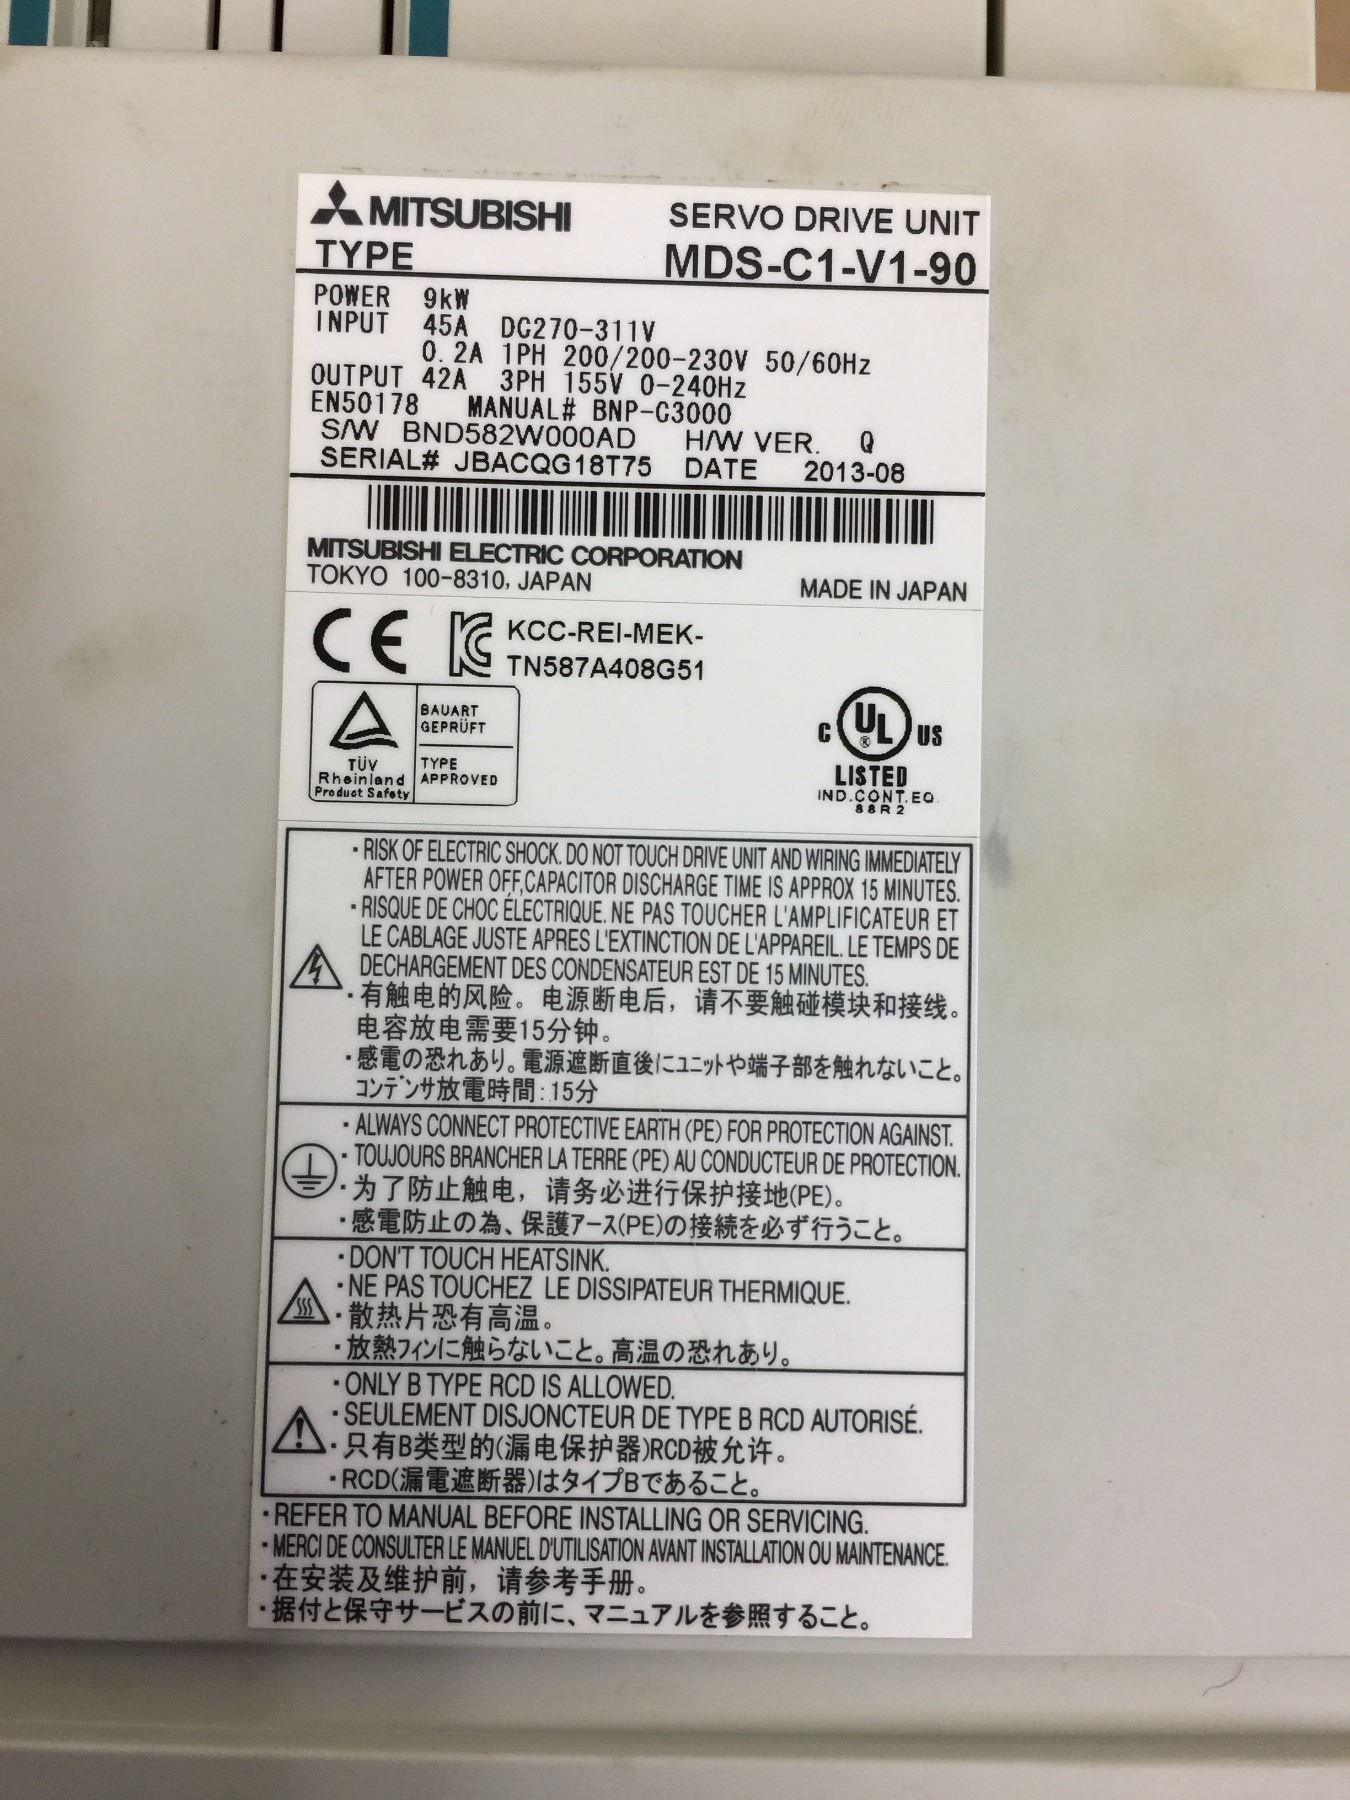 MITSUBISHI SERVO DRIVE UNIT
TYPE MDS-C1-V1-90
POWER 9kW
INPUT 45A DC270-311V
0.2A 1PH 200/200-230V 50/60Hz
OUTPUT 42A 3PH 155V 0-240Hz
EN50178 MANUAL# BNP-C3000
S/W BND582W000AD H/W VER. Q
SERIAL# JBACQG18T75 DATE 2013-08
MITSUBISHI ELECTRIC CORPORATION
TOKYO 100-8310, JAPAN MADE IN JAPAN
CE KC KCC-REI-MEK-
TN587A408G51
BAUART
GEPRÜFT
TÜV
Rheinland
Product Safety
TYPE
APPROVED
C UL ® US
LISTED
IND.CONT.EQ.
88R2
・RISK OF ELECTRIC SHOCK. DO NOT TOUCH DRIVE UNIT AND WIRING IMMEDIATELY
AFTER POWER OFF,CAPACITOR DISCHARGE TIME IS APPROX 15 MINUTES.
・RISQUE DE CHOC ÉLECTRIQUE. NE PAS TOUCHER L'AMPLIFICATEUR ET
LE CABLAGE JUSTE APRES L'EXTINCTION DE L'APPAREIL. LE TEMPS DE
DECHARGEMENT DES CONDENSATEUR EST DE 15 MINUTES.
・有触电的风险。电源断电后，请不要触碰模块和接线。
电容放电需要15分钟。
・感電の恐れあり。電源遮断直後にユニットや端子部を触れないこと。
コンデンサ放電時間:15分
・ALWAYS CONNECT PROTECTIVE EARTH (PE) FOR PROTECTION AGAINST.
・TOUJOURS BRANCHER LA TERRE (PE) AU CONDUCTEUR DE PROTECTION.
・为了防止触电，请务必进行保护接地(PE)。
・感電防止の為、保護アース(PE)の接続を必ず行うこと。
・DON'T TOUCH HEATSINK.
・NE PAS TOUCHEZ LE DISSIPATEUR THERMIQUE.
・散热片恐有高温。
・放熱フィンに触らないこと。高温の恐れあり。
・ONLY B TYPE RCD IS ALLOWED.
・SEULEMENT DISJONCTEUR DE TYPE B RCD AUTORISÉ.
・只有B类型的(漏电保护器)RCD被允许。
・RCD(漏電遮断器)はタイプBであること。
・REFER TO MANUAL BEFORE INSTALLING OR SERVICING.
・MERCI DE CONSULTER LE MANUEL D'UTILISATION AVANT INSTALLATION OU MAINTENANCE.
・在安装及维护前，请参考手册。
・据付と保守サービスの前に、マニュアルを参照すること。